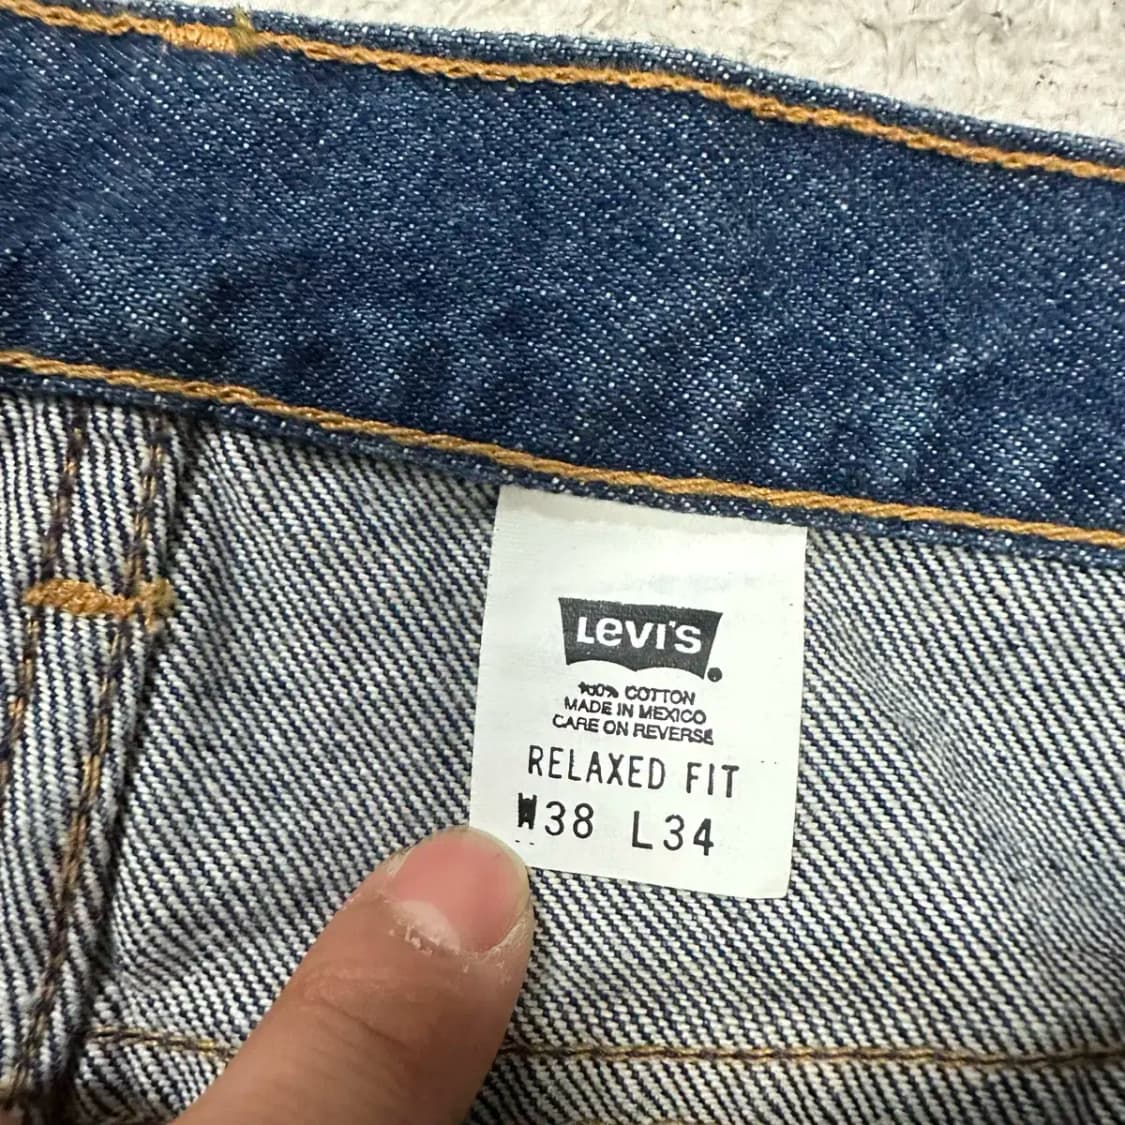 Levi's
100% COTTON
MADE IN MEXICO
CARE ON REVERSE
RELAXED FIT
W38 L34